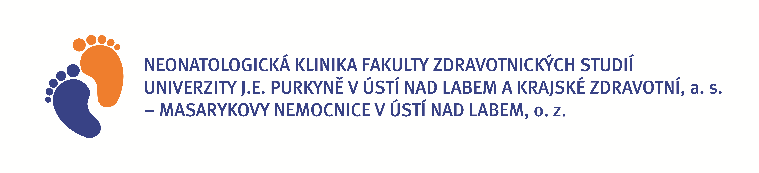 NEONATOLOGICKÁ KLINIKA FAKULTY ZDRAVOTNICKÝCH STUDIÍ
UNIVERZITY J.E. PURKYNĚ V ÚSTÍ NAD LABEM A KRAJSKÉ ZDRAVOTNÍ, a. s.
– MASARYKOVY NEMOCNICE V ÚSTÍ NAD LABEM, o. z.